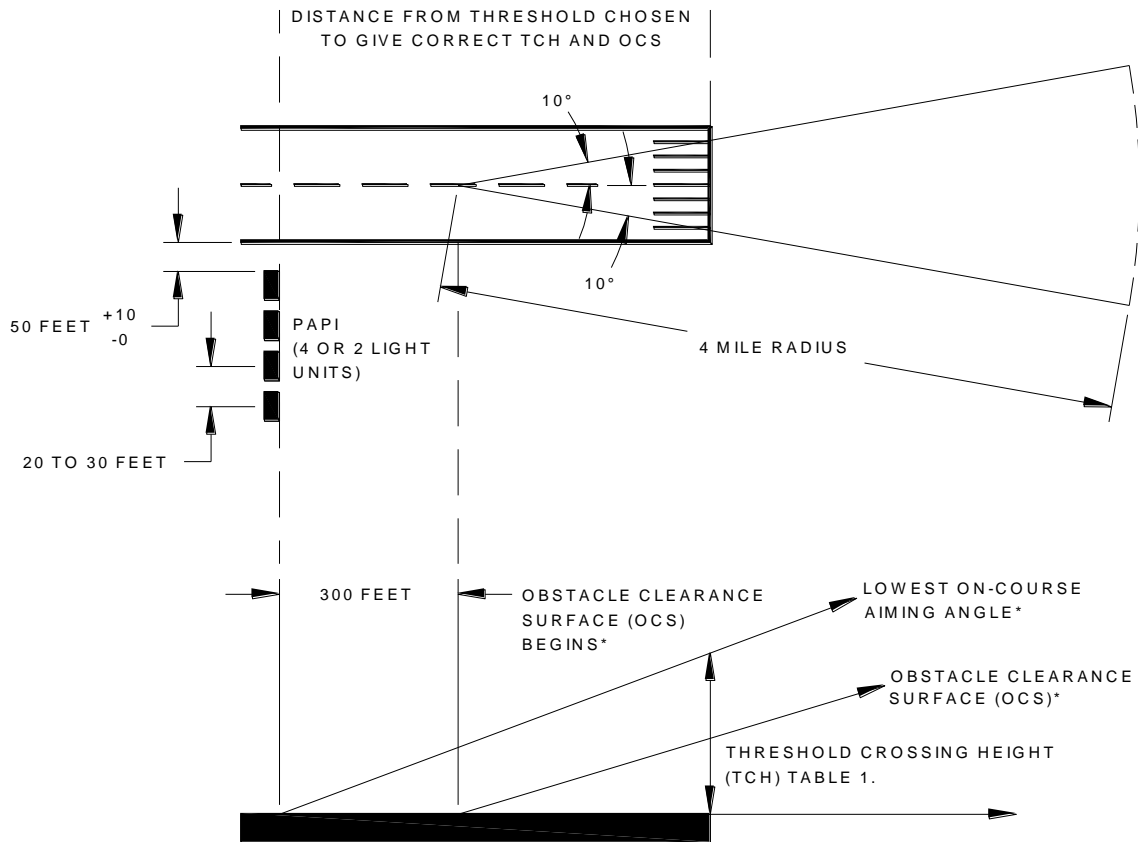 DISTANCE FROM THRESHOLD CHOSEN
TO GIVE CORRECT TCH AND OCS
10°
10°
50 FEET +10
-0
PAPI
(4 OR 2 LIGHT
UNITS)
4 MILE RADIUS
20 TO 30 FEET
300 FEET
OBSTACLE CLEARANCE
SURFACE (OCS)
BEGINS*
LOWEST ON-COURSE
AIMING ANGLE*
OBSTACLE CLEARANCE
SURFACE (OCS)*
THRESHOLD CROSSING HEIGHT
(TCH) TABLE 1.